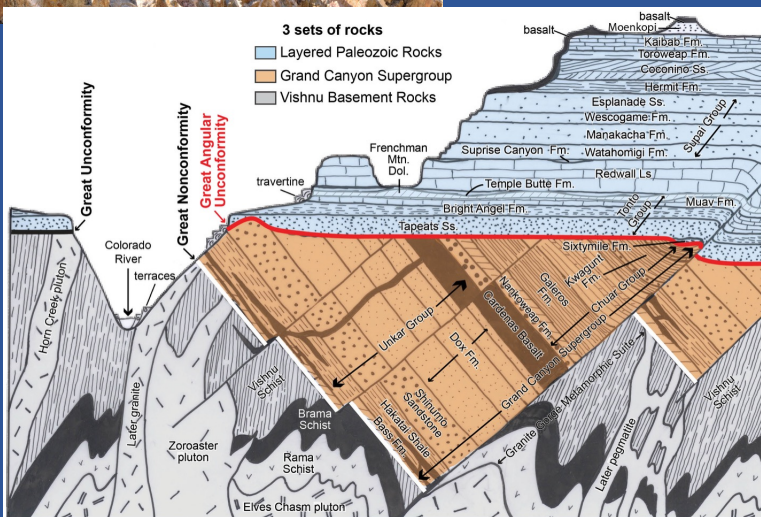 3 sets of rocks
Layered Paleozoic Rocks
Grand Canyon Supergroup
Vishnu Basement Rocks
basalt
basalt
Moenkopi
Kaibab Fm.
Toroweap Fm.
Coconino Ss.
Hermit Fm.
Esplanade Ss.
Wescogame Fm.
Manakacha Fm.
Watahomigi Fm.
Supai Group
Suprise Canyon Fm.
Redwall Ls
Temple Butte Fm.
Muav Fm.
Tonto
Group
Bright Angel Fm.
Tapeats Ss.
Frenchman
Mtn.
Dol.
travertine
Great Unconformity
Great Nonconformity
Great Angular
Unconformity
Colorado
River
terraces
Sixtymile Fm.
Kwagunt
Fm.
Chuar Group
Galeros
Fm.
Nankoweap Fm.
Cardenas Basalt
Unkar Group
Dox Fm.
Grand Canyon Supergroup
Shinumo
Sandstone
Hakatai Shale
Bass Fm.
Granite Gorge Metamorphic Suite
Horn Creek pluton
Later granite
Zoroaster
pluton
Vishnu
Schist
Brama
Schist
Rama
Schist
Elves Chasm pluton
Later pegmatite
Vishnu
Schist